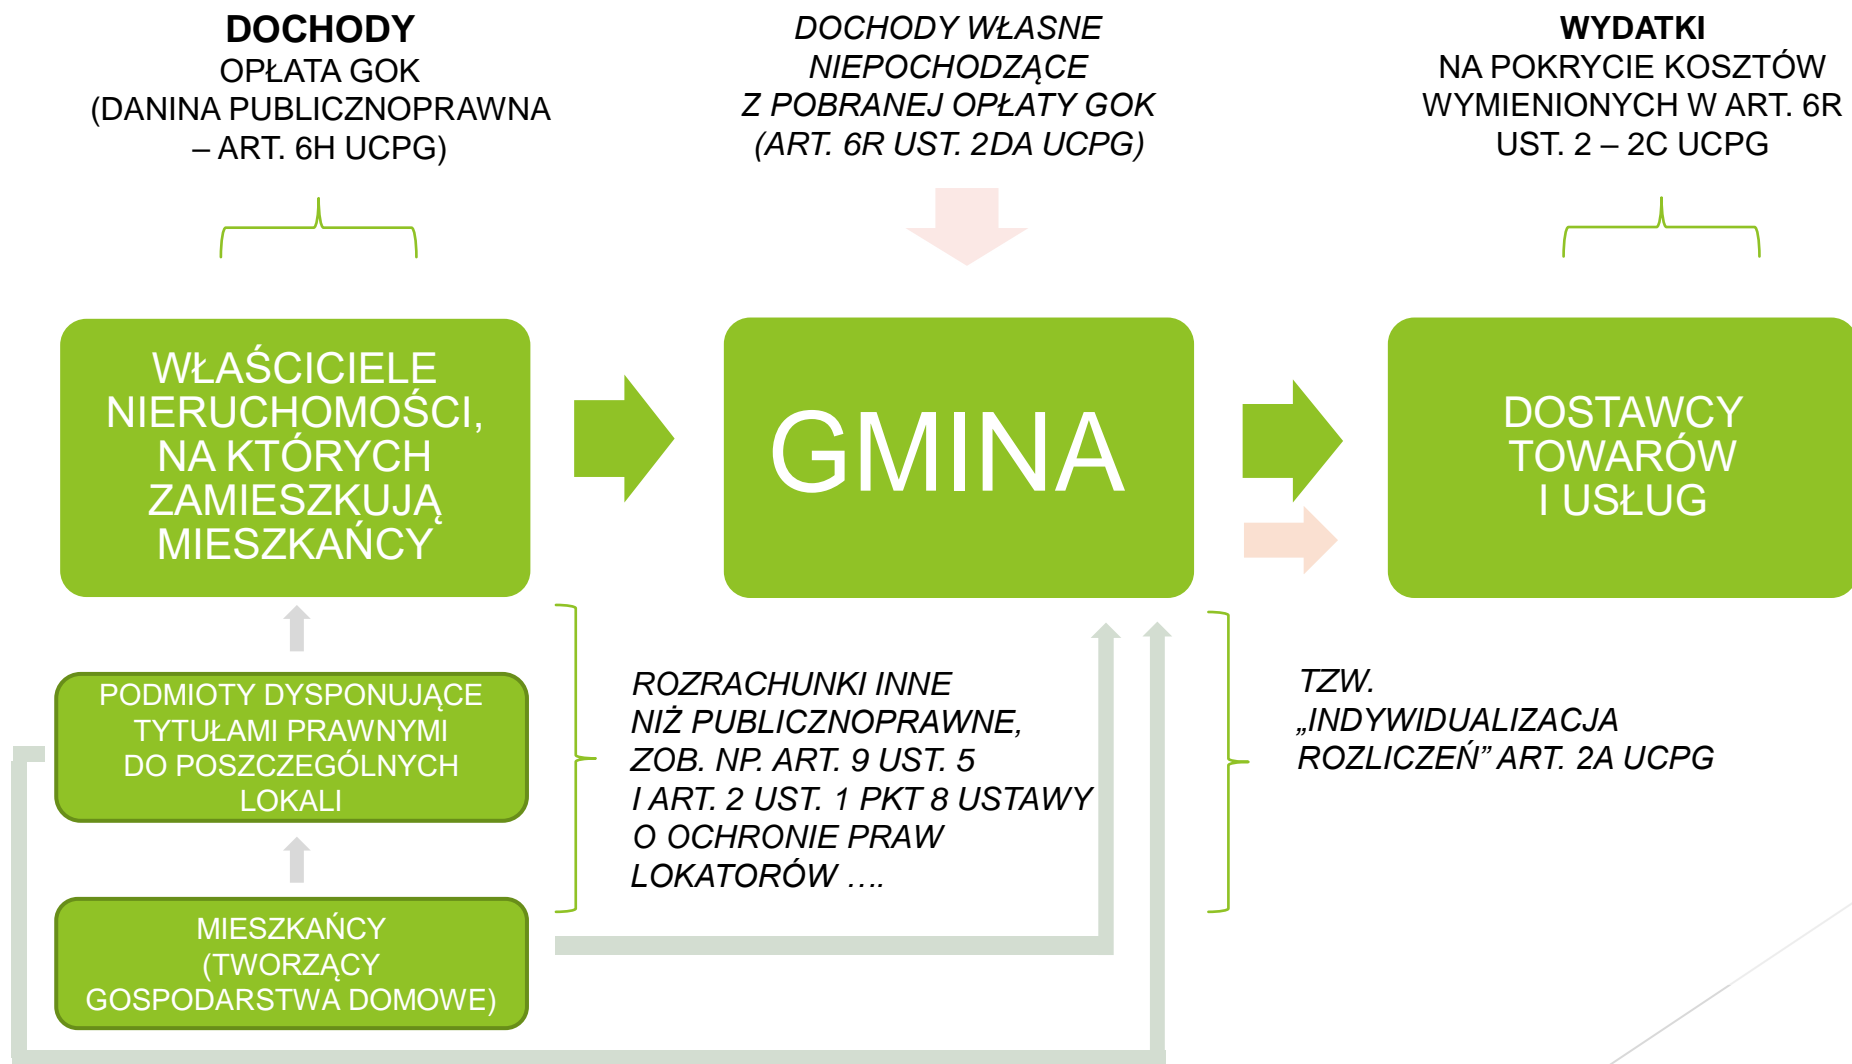 DOCHODY
OPŁATA GOK
(DANINA PUBLICZNOPRAWNA
– ART. 6H UCPG)
DOCHODY WŁASNE
NIEPOCHODZĄCE
Z POBRANEJ OPŁATY GOK
(ART. 6R UST. 2DA UCPG)
WYDATKI
NA POKRYCIE KOSZTÓW
WYMIENIONYCH W ART. 6R
UST. 2 – 2C UCPG
WŁAŚCICIELE
NIERUCHOMOŚCI,
NA KTÓRYCH
ZAMIESZKUJĄ
MIESZKAŃCY
GMINA
DOSTAWCY
TOWARÓW
I USŁUG
PODMIOTY DYSPONUJĄCE
TYTUŁAMI PRAWNYMI
DO POSZCZEGÓLNYCH
LOKALI
MIESZKAŃCY
(TWORZĄCY
GOSPODARSTWA DOMOWE)
ROZRACHUNKI INNE
NIŻ PUBLICZNOPRAWNE,
ZOB. NP. ART. 9 UST. 5
I ART. 2 UST. 1 PKT 8 USTAWY
O OCHRONIE PRAW
LOKATORÓW ….
TZW.
„INDYWIDUALIZACJA
ROZLICZEŃ” ART. 2A UCPG